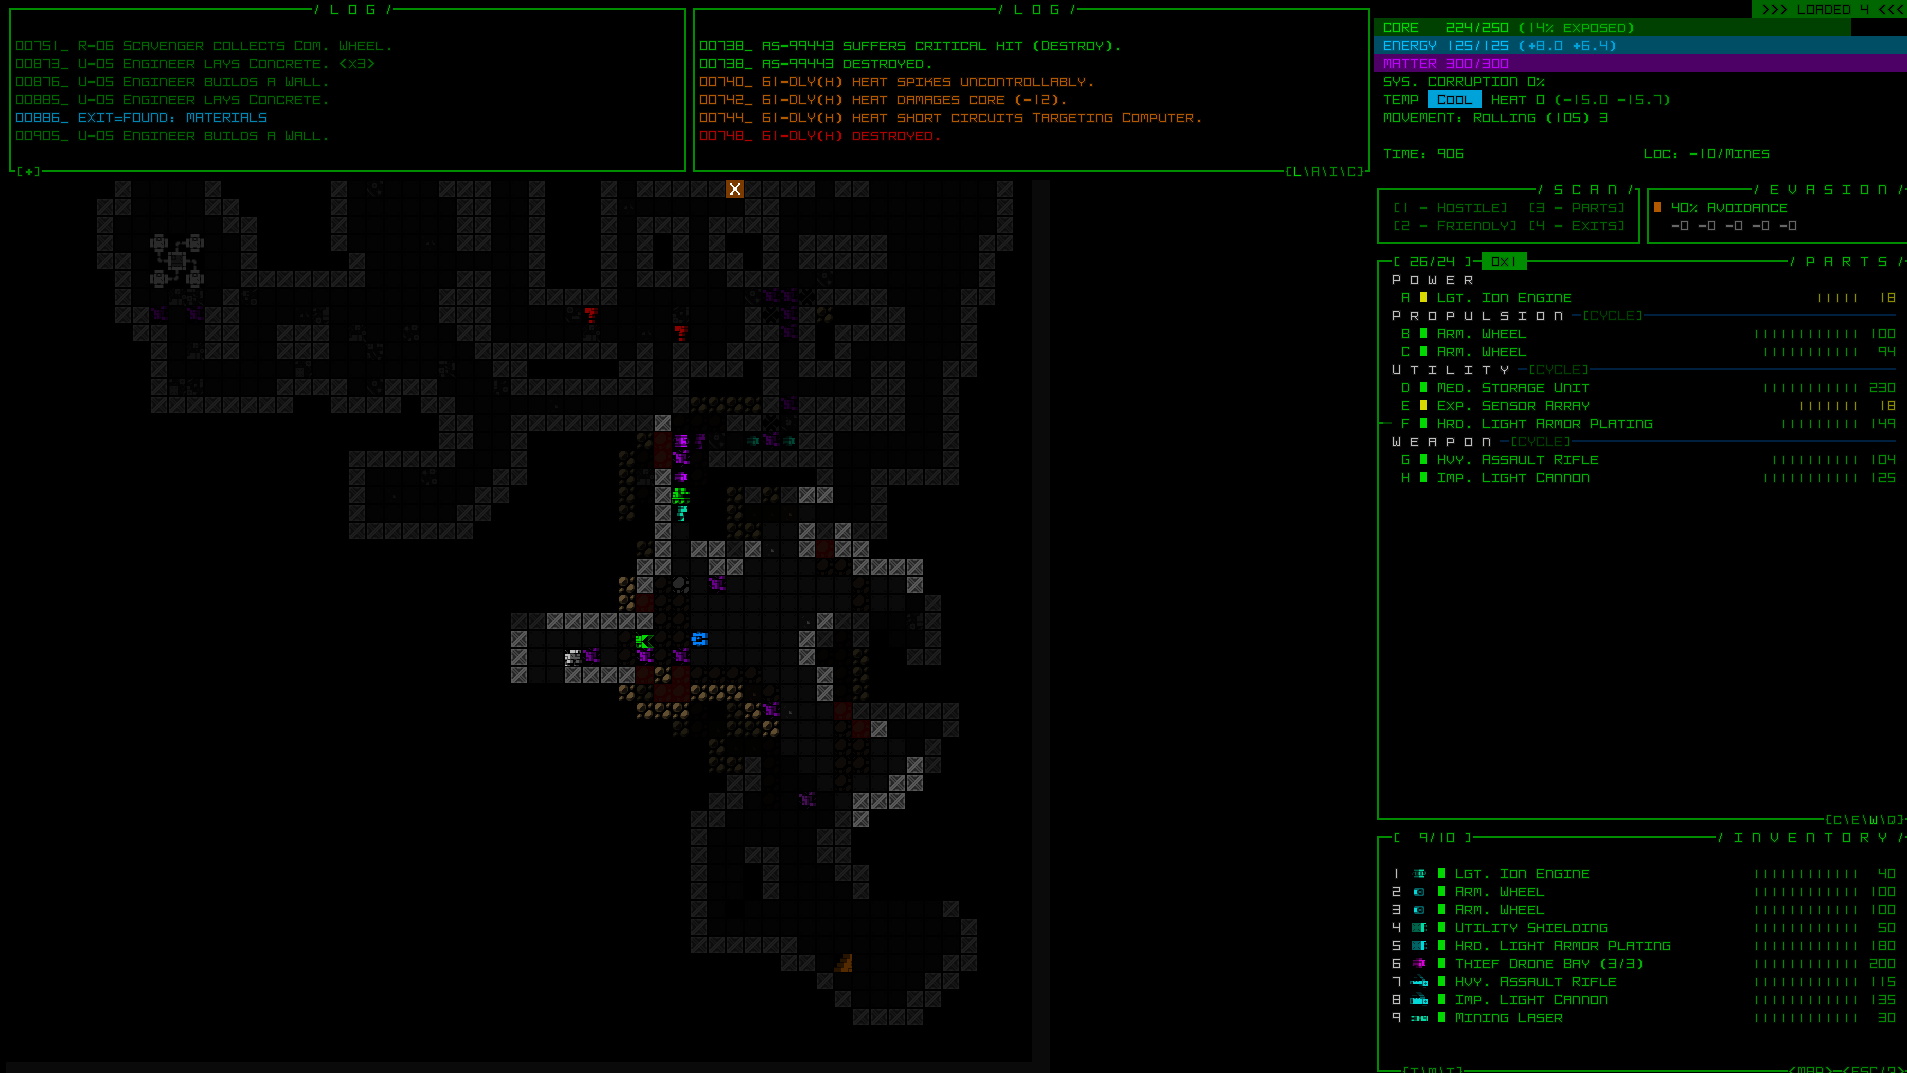 / L O G /
00751_ R-06 Scavenger collects Com. Wheel.
00873_ U-05 Engineer lays concrete. <x3>
00876_ U-05 Engineer builds a wall.
00885_ U-05 Engineer lays concrete.
00886_ EXIT=FOUND: MATERIALS
00905_ U-05 Engineer builds a wall.
[+]
/ L O G /
00738_ AS-99443 suffers critical hit (Destroy).
00738_ AS-99443 destroyed.
00740_ 61-DLY(H) heat spikes uncontrollably.
00742_ 61-DLY(H) heat damages core (-12).
00744_ 61-DLY(H) heat short circuits Targeting Computer.
00748_ 61-DLY(H) destroyed.
[L\A\I\C]
X
>>> LOADED 4 <<<
CORE 224/250 (14% Exposed)
ENERGY 125/125 (+8.0 +6.4)
MATTER 300/300
SYS. CORRUPTION 0%
TEMP Cool HEAT 0 (-15.0 -15.7)
MOVEMENT: Rolling (105) 3
TIME: 906 LOC: -10/MINES
/ S C A N /
[1 - HOSTILE] [3 - PARTS]
[2 - FRIENDLY] [4 - EXITS]
/ E V A S I O N /
40% Avoidance
-0 -0 -0 -0 -0
[ 26/24 ] 0x1 / P A R T S /
P O W E R
A Lgt. Ion Engine 18
P R O P U L S I O N [CYCLE]
B Arm. Wheel 100
C Arm. Wheel 94
U T I L I T Y [CYCLE]
D Med. Storage Unit 230
E Exp. Sensor Array 18
F Hrd. Light Armor Plating 149
W E A P O N [CYCLE]
G Hvy. Assault Rifle 104
H Imp. Light Cannon 125
[C\E\W\Q]
[ 9/10 ] / I N V E N T O R Y /
1 Lgt. Ion Engine 40
2 Arm. Wheel 100
3 Arm. Wheel 100
4 Utility Shielding 50
5 Hrd. Light Armor Plating 180
6 Thief Drone Bay (3/3) 200
7 Hvy. Assault Rifle 115
8 Imp. Light Cannon 135
9 Mining Laser 30